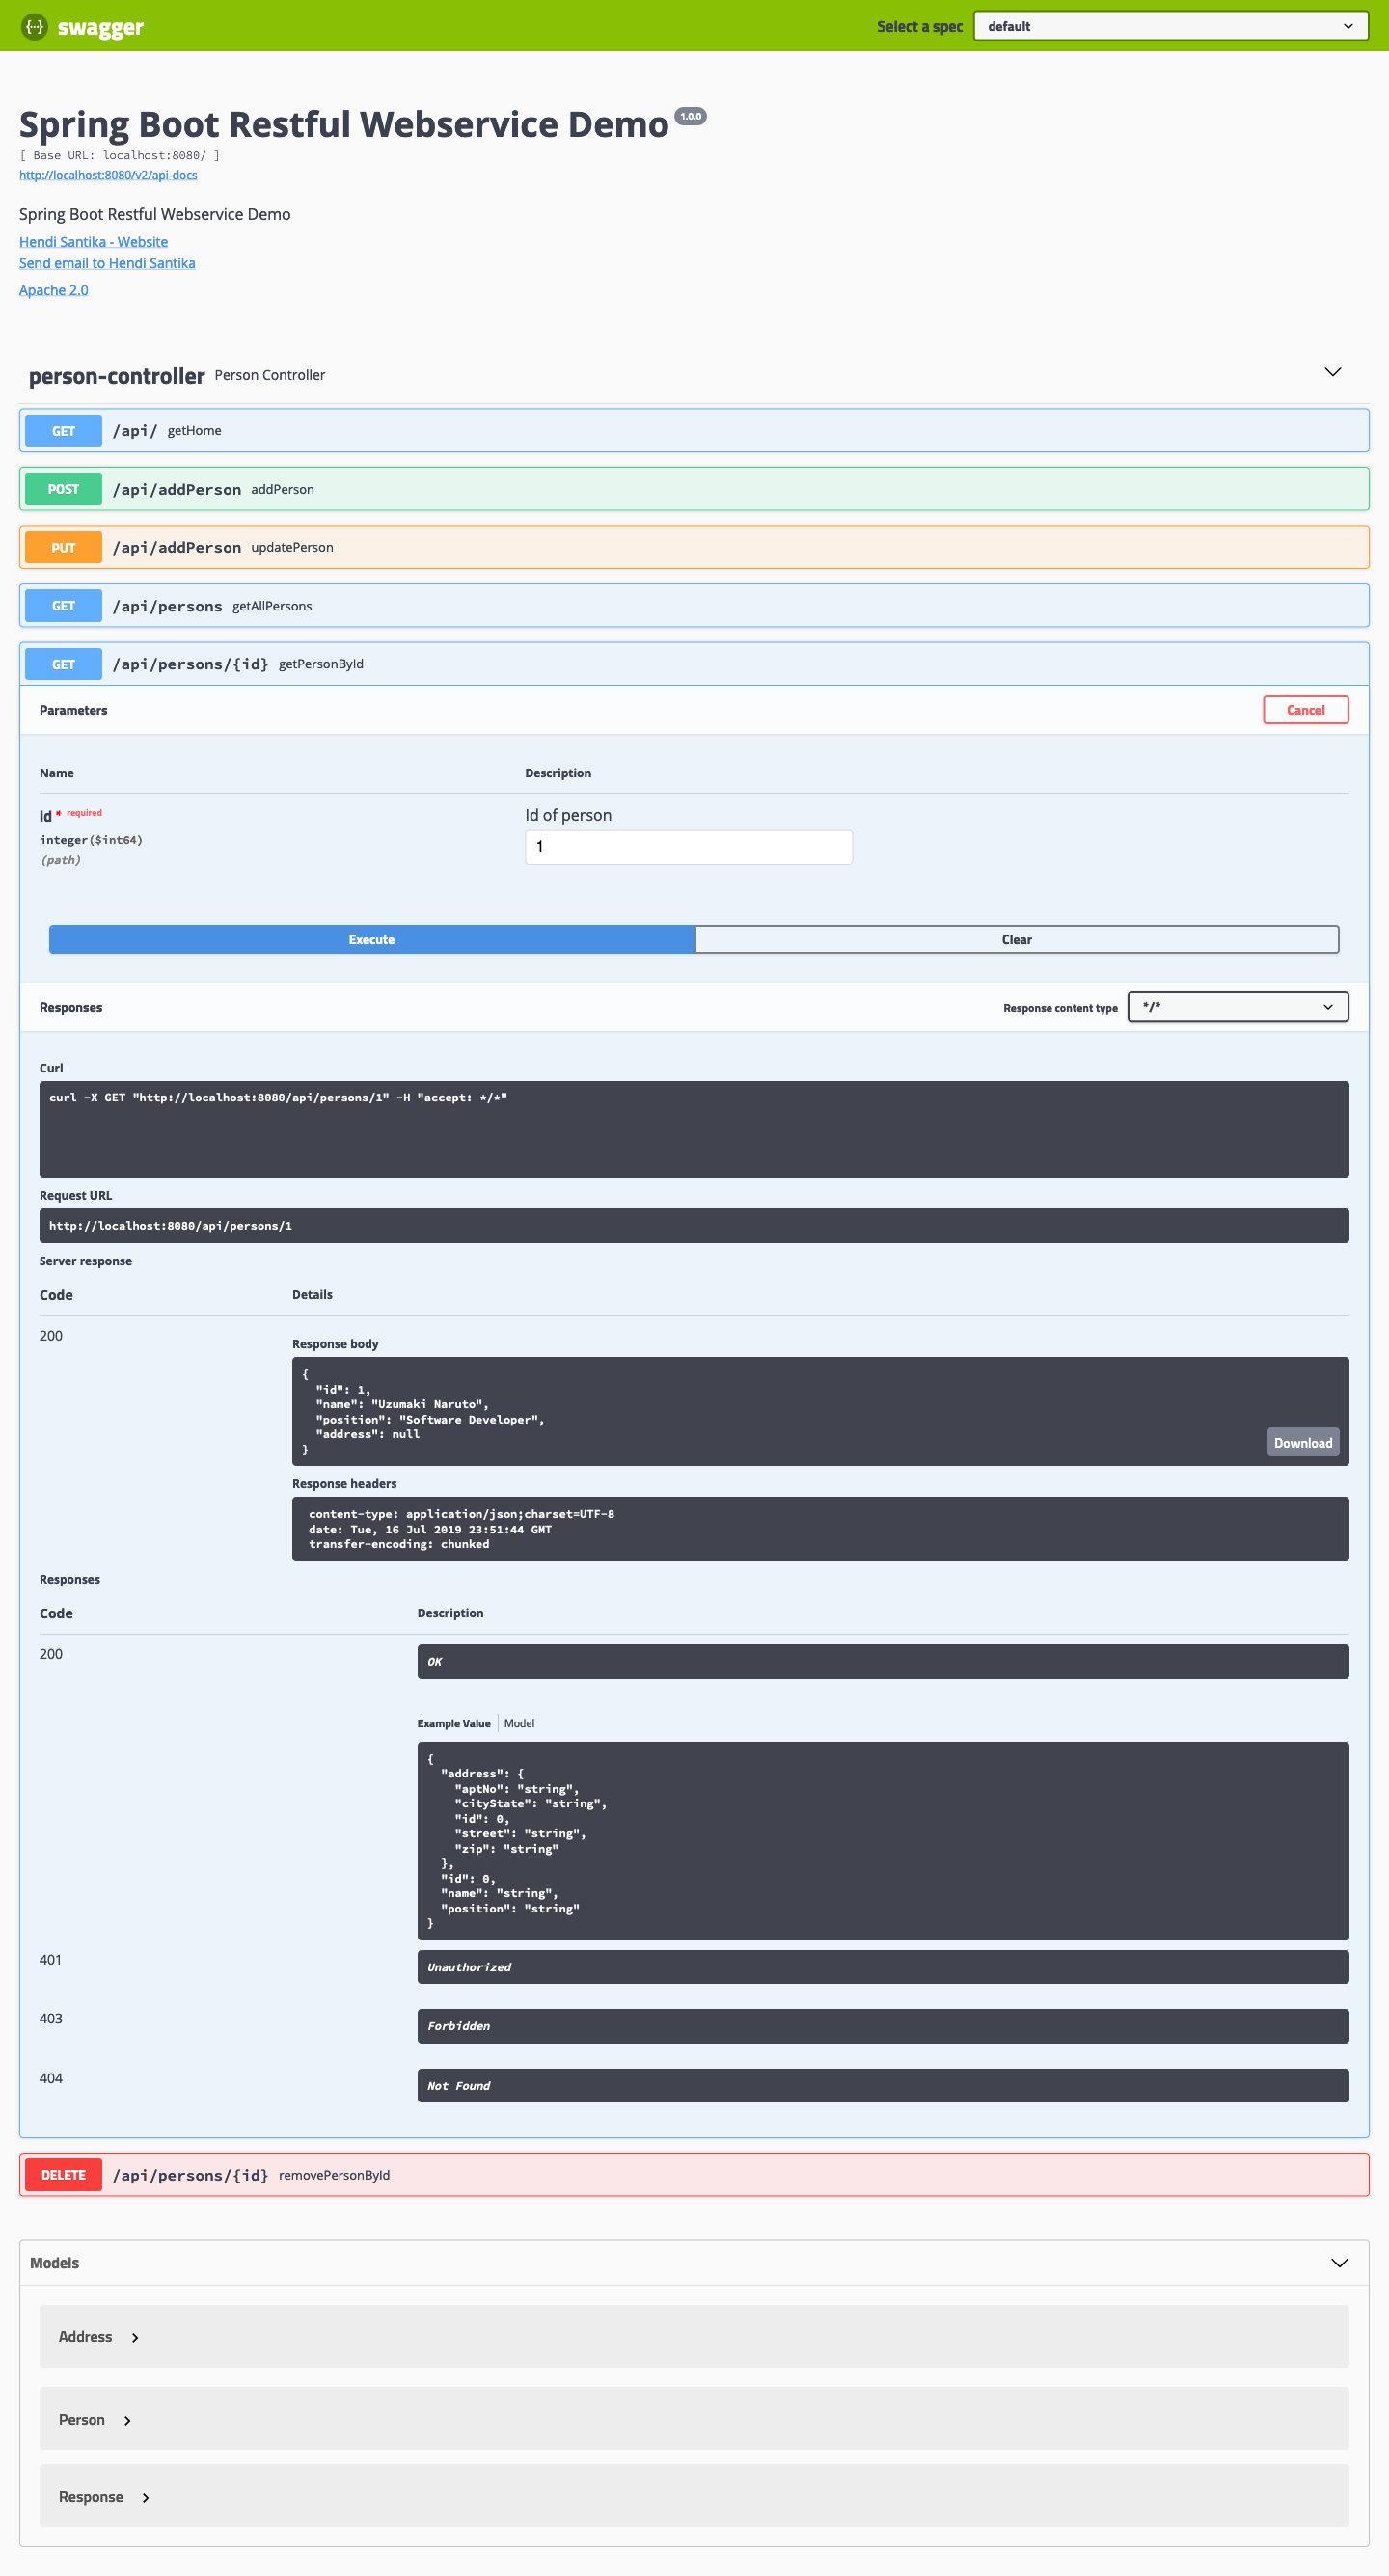 swagger
Select a spec
default
Spring Boot Restful Webservice Demo 1.0.0
[ Base URL: localhost:8080/ ]
http://localhost:8080/v2/api-docs
Spring Boot Restful Webservice Demo
Hendi Santika - Website
Send email to Hendi Santika
Apache 2.0
person-controller Person Controller
GET /api/ getHome
POST /api/addPerson addPerson
PUT /api/addPerson updatePerson
GET /api/persons getAllPersons
GET /api/persons/{id} getPersonById
Parameters Cancel
Name Description
id * required Id of person
integer($int64) 1
(path)
Execute Clear
Responses Response content type */*
Curl
curl -X GET "http://localhost:8080/api/persons/1" -H "accept: */*"
Request URL
http://localhost:8080/api/persons/1
Server response
Code Details
200
Response body
{
  "id": 1,
  "name": "Uzumaki Naruto",
  "position": "Software Developer",
  "address": null
}
Download
Response headers
content-type: application/json;charset=UTF-8
date: Tue, 16 Jul 2019 23:51:44 GMT
transfer-encoding: chunked
Responses
Code Description
200 OK
Example Value Model
{
  "address": {
    "aptNo": "string",
    "cityState": "string",
    "id": 0,
    "street": "string",
    "zip": "string"
  },
  "id": 0,
  "name": "string",
  "position": "string"
}
401 Unauthorized
403 Forbidden
404 Not Found
DELETE /api/persons/{id} removePersonById
Models
Address
Person
Response